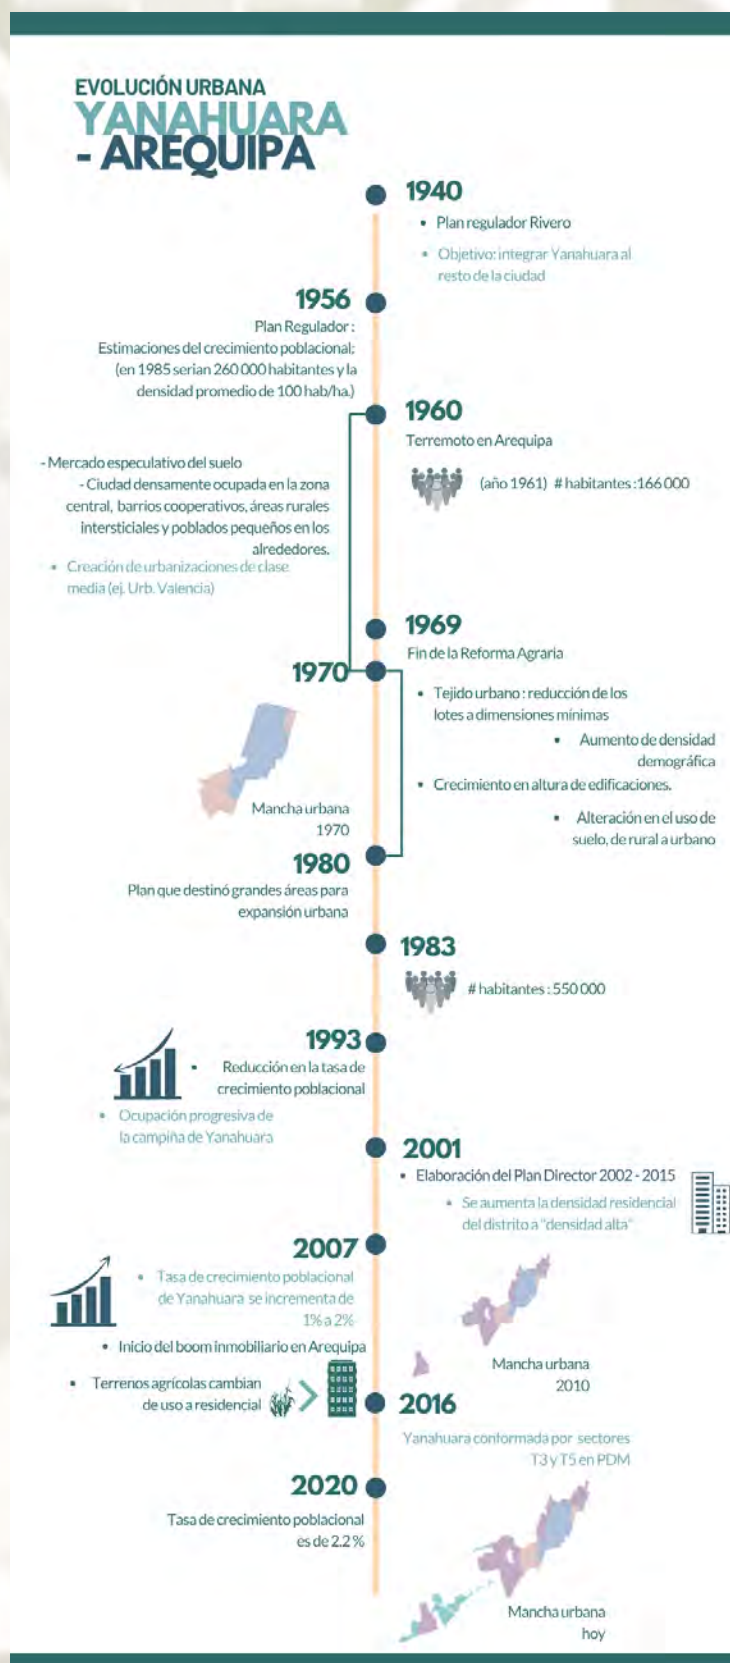 EVOLUCIÓN URBANA
YANAHUARA
- AREQUIPA
1940
• Plan regulador Rivero
• Objetivo: integrar Yanahuara al
resto de la ciudad
1956
Plan Regulador :
Estimaciones del crecimiento poblacional;
(en 1985 serian 260 000 habitantes y la
densidad promedio de 100 hab/ha.)
1960
Terremoto en Arequipa
(año 1961) # habitantes :166 000
- Mercado especulativo del suelo
- Ciudad densamente ocupada en la zona
central, barrios cooperativos, áreas rurales
intersticiales y poblados pequeños en los
alrededores.
• Creación de urbanizaciones de clase
media (ej. Urb. Valencia)
1969
Fin de la Reforma Agraria
1970
• Tejido urbano : reducción de los
lotes a dimensiones mínimas
• Aumento de densidad
demográfica
• Crecimiento en altura de edificaciones.
• Alteración en el uso de
suelo, de rural a urbano
Mancha urbana
1970
1980
Plan que destinó grandes áreas para
expansión urbana
1983
# habitantes : 550 000
1993
• Reducción en la tasa de
crecimiento poblacional
• Ocupación progresiva de
la campiña de Yanahuara
2001
• Elaboración del Plan Director 2002 - 2015
• Se aumenta la densidad residencial
del distrito a "densidad alta"
2007
• Tasa de crecimiento poblacional
de Yanahuara se incrementa de
1% a 2%
• Inicio del boom inmobiliario en Arequipa
• Terrenos agrícolas cambian
de uso a residencial
Mancha urbana
2010
2016
Yanahuara conformada por sectores
T3 y T5 en PDM
2020
Tasa de crecimiento poblacional
es de 2.2 %
Mancha urbana
hoy